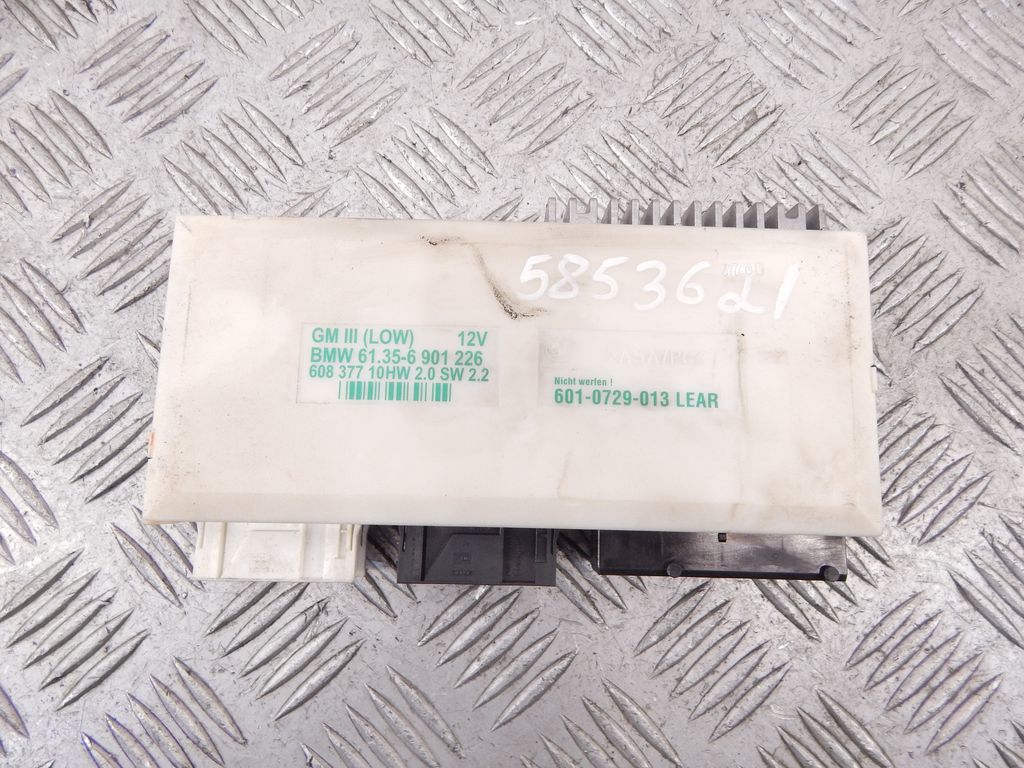 5853621
GM III (LOW) 12V
BMW 61.35-6 901 226
608 377 10HW 2.0 SW 2.2
Nicht werfen !
601-0729-013 LEAR